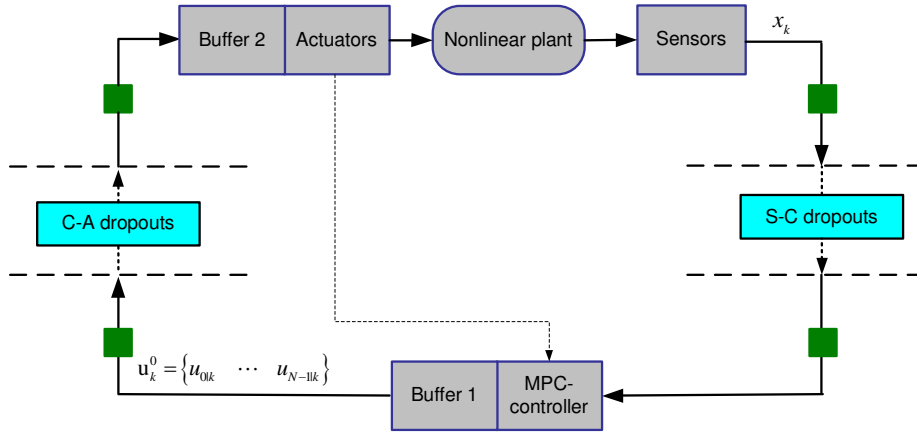 Buffer 2
Actuators
Nonlinear plant
Sensors
x_k
C-A dropouts
S-C dropouts
u_k^0 = {u_{0|k} ⋯ u_{N-1|k}}
Buffer 1
MPC-
controller